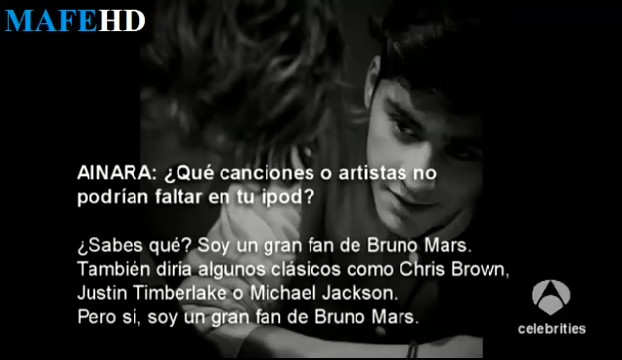 MAFEHD
AINARA: ¿Qué canciones o artistas no
podrían faltar en tu ipod?
¿Sabes qué? Soy un gran fan de Bruno Mars.
También diría algunos clásicos como Chris Brown,
Justin Timberlake o Michael Jackson.
Pero sí, soy un gran fan de Bruno Mars.
celebrities